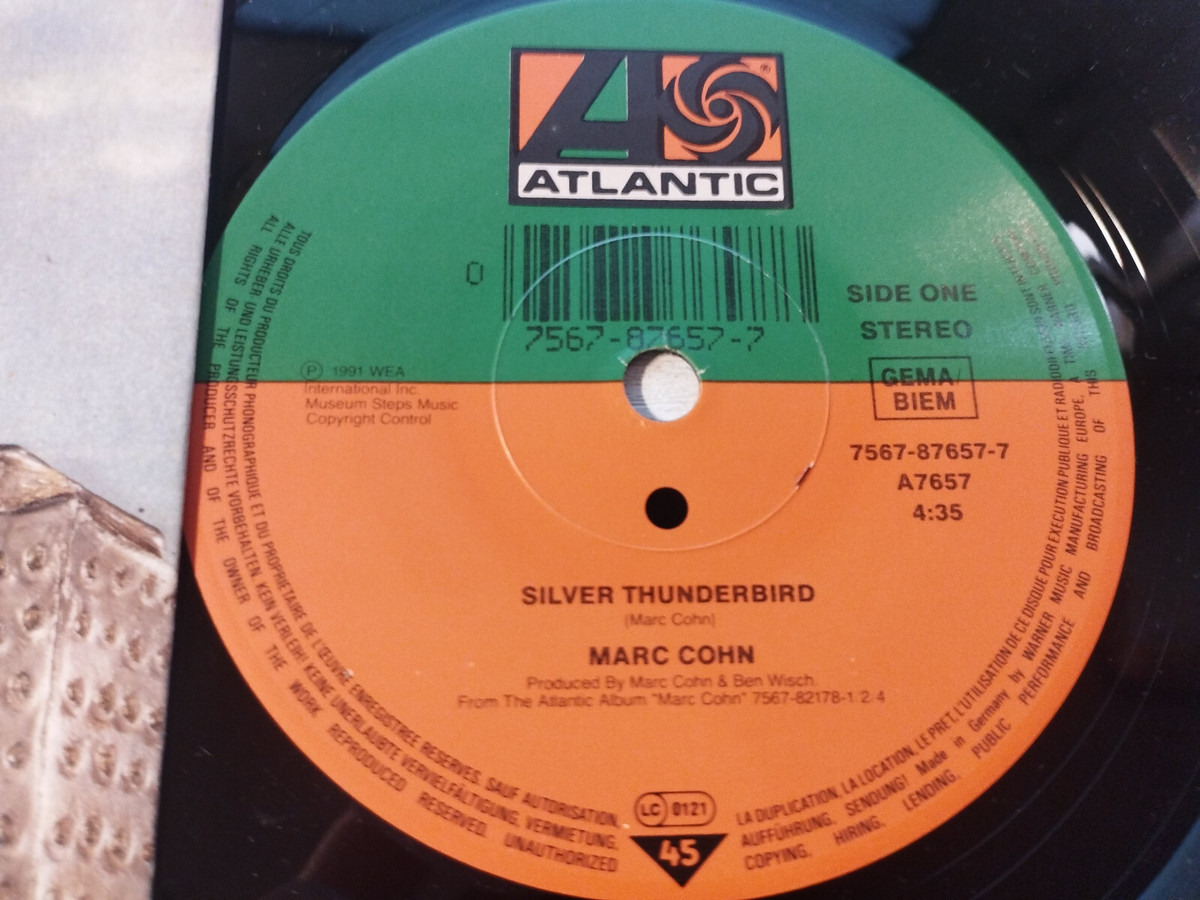 ATLANTIC
0
7567-87657-7
SIDE ONE
STEREO
GEMA/
BIEM
7567-87657-7
A7657
4:35
Ⓟ 1991 WEA
International Inc.
Museum Steps Music
Copyright Control
SILVER THUNDERBIRD
(Marc Cohn)
MARC COHN
Produced By Marc Cohn & Ben Wisch.
From The Atlantic Album "Marc Cohn" 7567-82178-1.2.4
LC 0121
45
TOUS DROITS DU PRODUCTEUR PHONOGRAPHIQUE ET DU PROPRIETAIRE DE L'ŒUVRE ENREGISTREE RESERVES. SAUF AUTORISATION, LA DUPLICATION, LA LOCATION, LE PRET, L'UTILISATION DE CE DISQUE POUR EXECUTION PUBLIQUE ET RADIODIFFUSION SONT
ALLE URHEBER UND LEISTUNGSSCHUTZRECHTE VORBEHALTEN. KEIN VERLEIH! KEINE UNERLAUBTE VERVIELFÄLTIGUNG, VERMIETUNG, AUFFÜHRUNG, SENDUNG! Made in Germany by WARNER MUSIC MANUFACTURING EUROPE. A TIME WARNER
ALL RIGHTS OF THE PRODUCER AND OF THE OWNER OF THE WORK REPRODUCED RESERVED. UNAUTHORIZED COPYING, HIRING, LENDING, PUBLIC PERFORMANCE AND BROADCASTING OF THIS